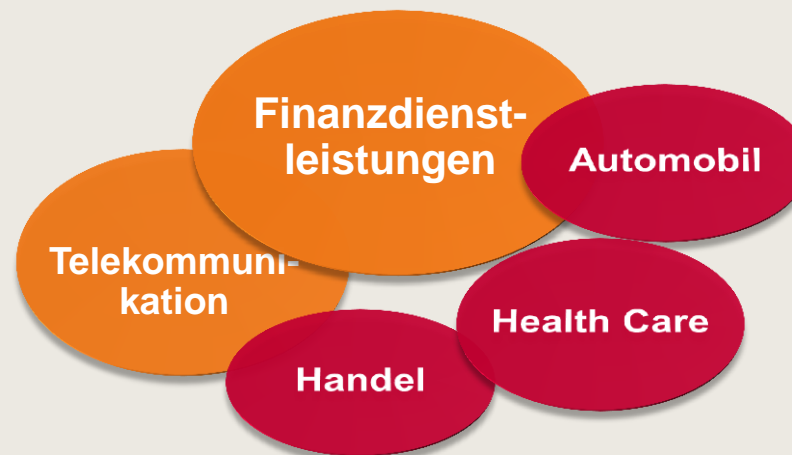 Finanzdienst-
leistungen
Automobil
Telekommuni-
kation
Health Care
Handel